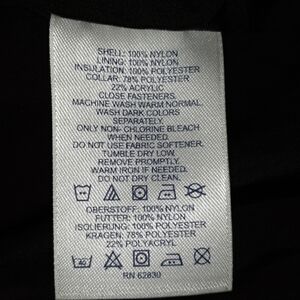 SHELL: 100% NYLON
LINING: 100% NYLON
INSULATION: 100% POLYESTER
COLLAR: 78% POLYESTER
22% ACRYLIC
CLOSE FASTENERS.
MACHINE WASH WARM NORMAL.
WASH DARK COLORS
SEPARATELY.
ONLY NON- CHLORINE BLEACH
WHEN NEEDED.
DO NOT USE FABRIC SOFTENER.
TUMBLE DRY LOW.
REMOVE PROMPTLY.
WARM IRON IF NEEDED.
DO NOT DRY CLEAN.
OBERSTOFF: 100% NYLON
FUTTER: 100% NYLON
ISOLIERUNG: 100% POLYESTER
KRAGEN: 78% POLYESTER
22% POLYACRYL
RN 62830